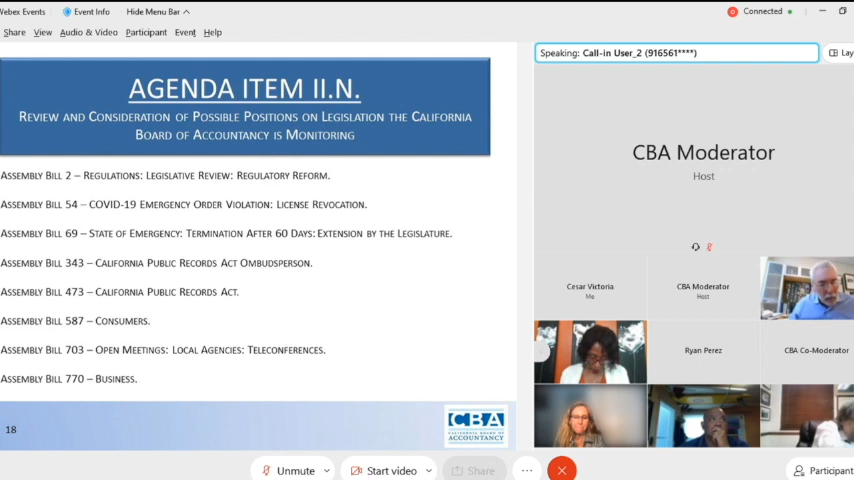 Webex Events
Event Info
Hide Menu Bar
Connected
Share View Audio & Video Participant Event Help
AGENDA ITEM II.N.
REVIEW AND CONSIDERATION OF POSSIBLE POSITIONS ON LEGISLATION THE CALIFORNIA
BOARD OF ACCOUNTANCY IS MONITORING
ASSEMBLY BILL 2 – REGULATIONS: LEGISLATIVE REVIEW: REGULATORY REFORM.
ASSEMBLY BILL 54 – COVID-19 EMERGENCY ORDER VIOLATION: LICENSE REVOCATION.
ASSEMBLY BILL 69 – STATE OF EMERGENCY: TERMINATION AFTER 60 DAYS: EXTENSION BY THE LEGISLATURE.
ASSEMBLY BILL 343 – CALIFORNIA PUBLIC RECORDS ACT OMBUDSPERSON.
ASSEMBLY BILL 473 – CALIFORNIA PUBLIC RECORDS ACT.
ASSEMBLY BILL 587 – CONSUMERS.
ASSEMBLY BILL 703 – OPEN MEETINGS: LOCAL AGENCIES: TELECONFERENCES.
ASSEMBLY BILL 770 – BUSINESS.
18
CBA
CALIFORNIA BOARD OF
ACCOUNTANCY
Speaking: Call-in User_2 (916561****)
Lay
CBA Moderator
Host
Cesar Victoria
Me
CBA Moderator
Host
Ryan Perez
CBA Co-Moderator
Unmute
Start video
Share
Participant